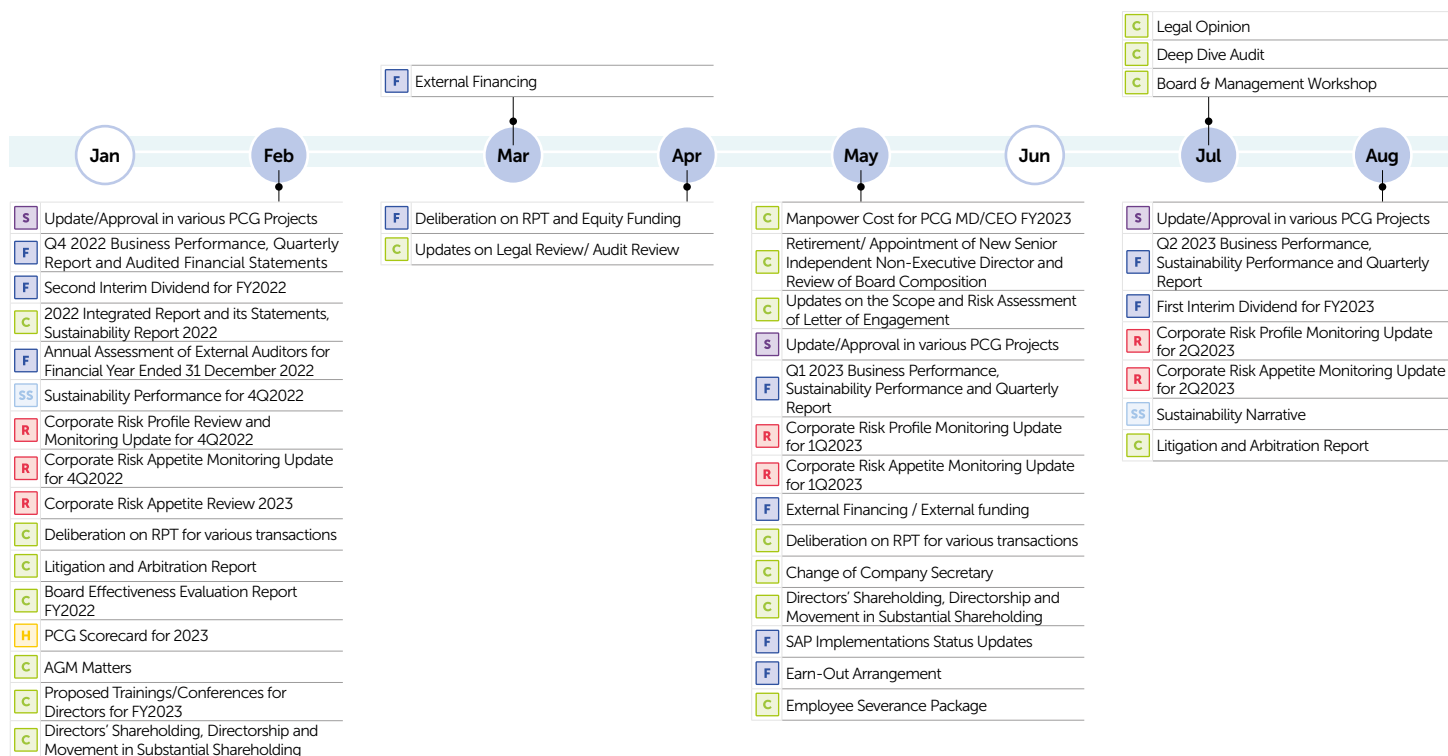 C Legal Opinion
C Deep Dive Audit
C Board & Management Workshop
F External Financing
Jan
Feb
Mar
Apr
May
Jun
Jul
Aug
S Update/Approval in various PCG Projects
F Q4 2022 Business Performance, Quarterly
Report and Audited Financial Statements
F Second Interim Dividend for FY2022
C 2022 Integrated Report and its Statements,
Sustainability Report 2022
F Annual Assessment of External Auditors for
Financial Year Ended 31 December 2022
SS Sustainability Performance for 4Q2022
R Corporate Risk Profile Review and
Monitoring Update for 4Q2022
R Corporate Risk Appetite Monitoring Update
for 4Q2022
R Corporate Risk Appetite Review 2023
C Deliberation on RPT for various transactions
C Litigation and Arbitration Report
C Board Effectiveness Evaluation Report
FY2022
H PCG Scorecard for 2023
C AGM Matters
C Proposed Trainings/Conferences for
Directors for FY2023
C Directors' Shareholding, Directorship and
Movement in Substantial Shareholding
F Deliberation on RPT and Equity Funding
C Updates on Legal Review/ Audit Review
C Manpower Cost for PCG MD/CEO FY2023
C Retirement/ Appointment of New Senior
Independent Non-Executive Director and
Review of Board Composition
C Updates on the Scope and Risk Assessment
of Letter of Engagement
S Update/Approval in various PCG Projects
F Q1 2023 Business Performance,
Sustainability Performance and Quarterly
Report
R Corporate Risk Profile Monitoring Update
for 1Q2023
R Corporate Risk Appetite Monitoring Update
for 1Q2023
F External Financing / External funding
C Deliberation on RPT for various transactions
C Change of Company Secretary
C Directors' Shareholding, Directorship and
Movement in Substantial Shareholding
F SAP Implementations Status Updates
F Earn-Out Arrangement
C Employee Severance Package
S Update/Approval in various PCG Projects
F Q2 2023 Business Performance,
Sustainability Performance and Quarterly
Report
F First Interim Dividend for FY2023
R Corporate Risk Profile Monitoring Update
for 2Q2023
R Corporate Risk Appetite Monitoring Update
for 2Q2023
SS Sustainability Narrative
C Litigation and Arbitration Report